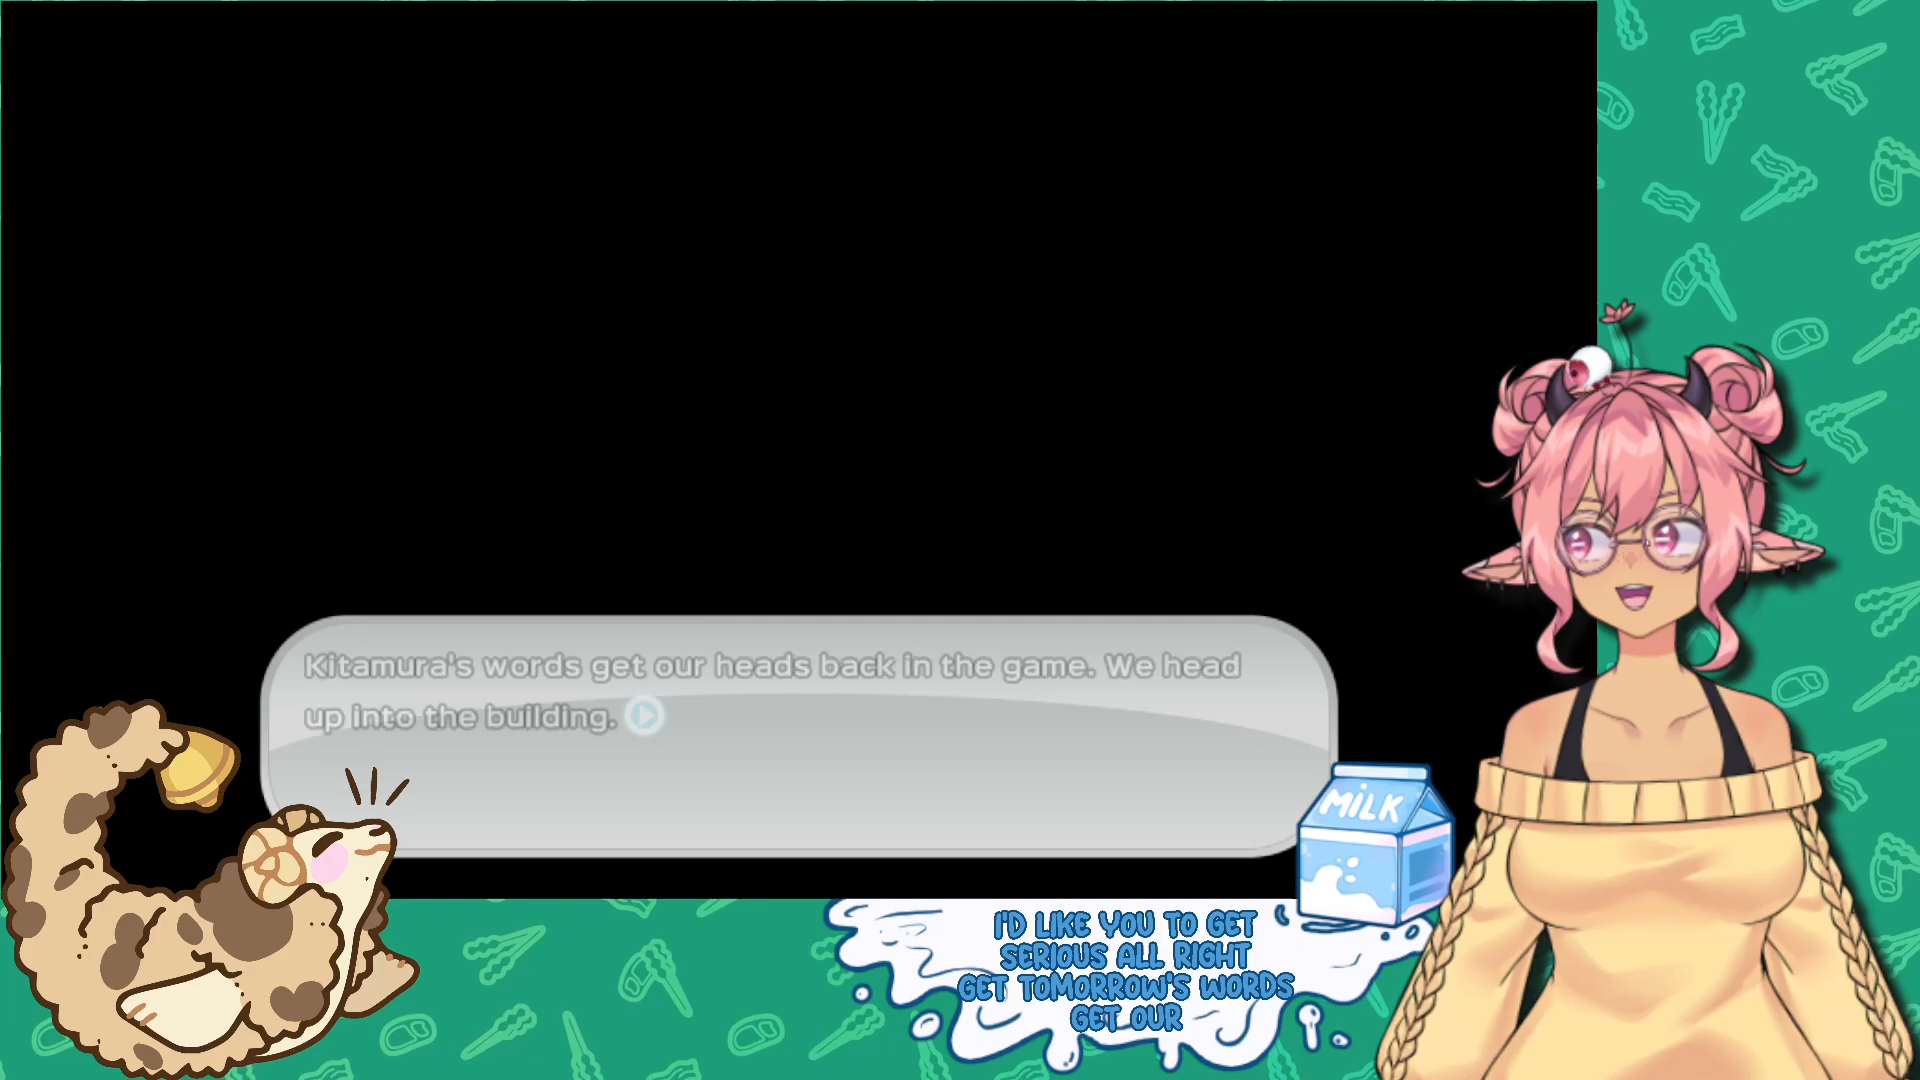 Kitamura's words get our heads back in the game. We head
up into the building.
MILK
I'D LIKE YOU TO GET
SERIOUS ALL RIGHT
GET TOMORROW'S WORDS
GET OUR